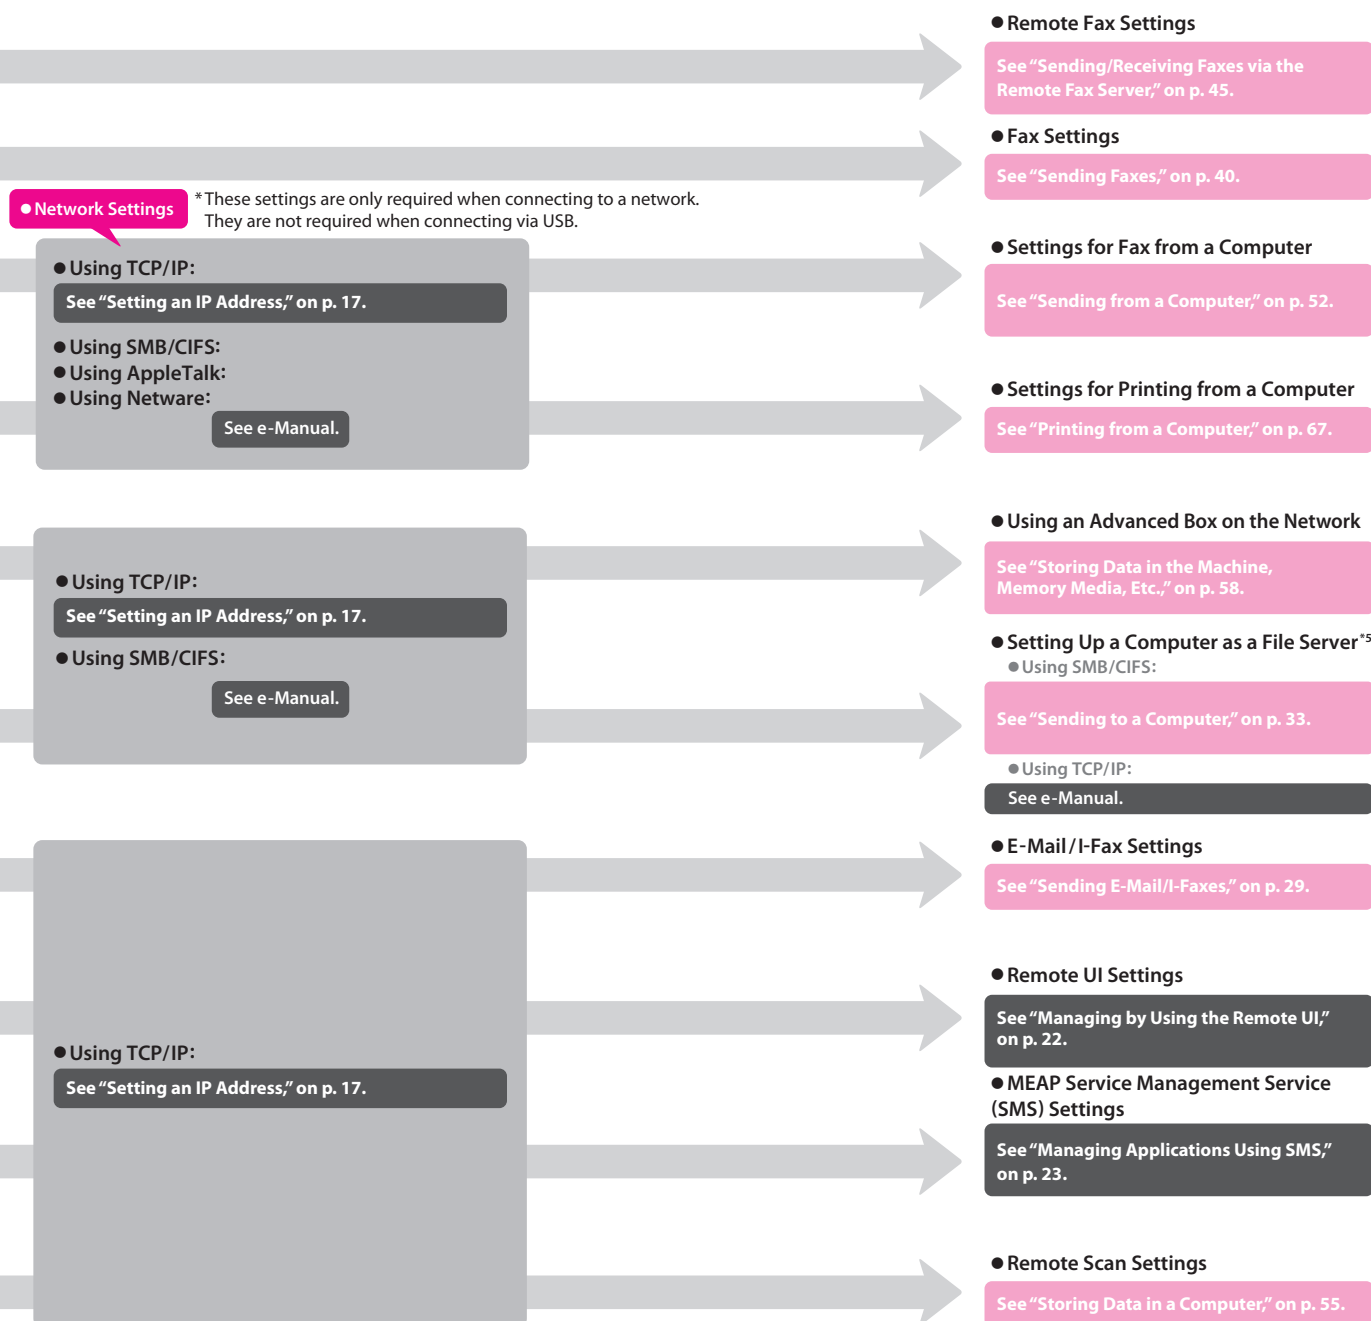 ● Remote Fax Settings
See “Sending/Receiving Faxes via the
Remote Fax Server,” on p. 45.
● Fax Settings
See “Sending Faxes,” on p. 40.
● Network Settings
* These settings are only required when connecting to a network.
They are not required when connecting via USB.
● Using TCP/IP:
See “Setting an IP Address,” on p. 17.
● Using SMB/CIFS:
● Using AppleTalk:
● Using Netware:
See e-Manual.
● Settings for Fax from a Computer
See “Sending from a Computer,” on p. 52.
● Settings for Printing from a Computer
See “Printing from a Computer,” on p. 67.
● Using TCP/IP:
See “Setting an IP Address,” on p. 17.
● Using SMB/CIFS:
See e-Manual.
● Using an Advanced Box on the Network
See “Storing Data in the Machine,
Memory Media, Etc.,” on p. 58.
● Setting Up a Computer as a File Server*5
● Using SMB/CIFS:
See “Sending to a Computer,” on p. 33.
● Using TCP/IP:
See e-Manual.
● Using TCP/IP:
See “Setting an IP Address,” on p. 17.
● E-Mail/I-Fax Settings
See “Sending E-Mail/I-Faxes,” on p. 29.
● Remote UI Settings
See “Managing by Using the Remote UI,”
on p. 22.
● MEAP Service Management Service
(SMS) Settings
See “Managing Applications Using SMS,”
on p. 23.
● Remote Scan Settings
See “Storing Data in a Computer,” on p. 55.